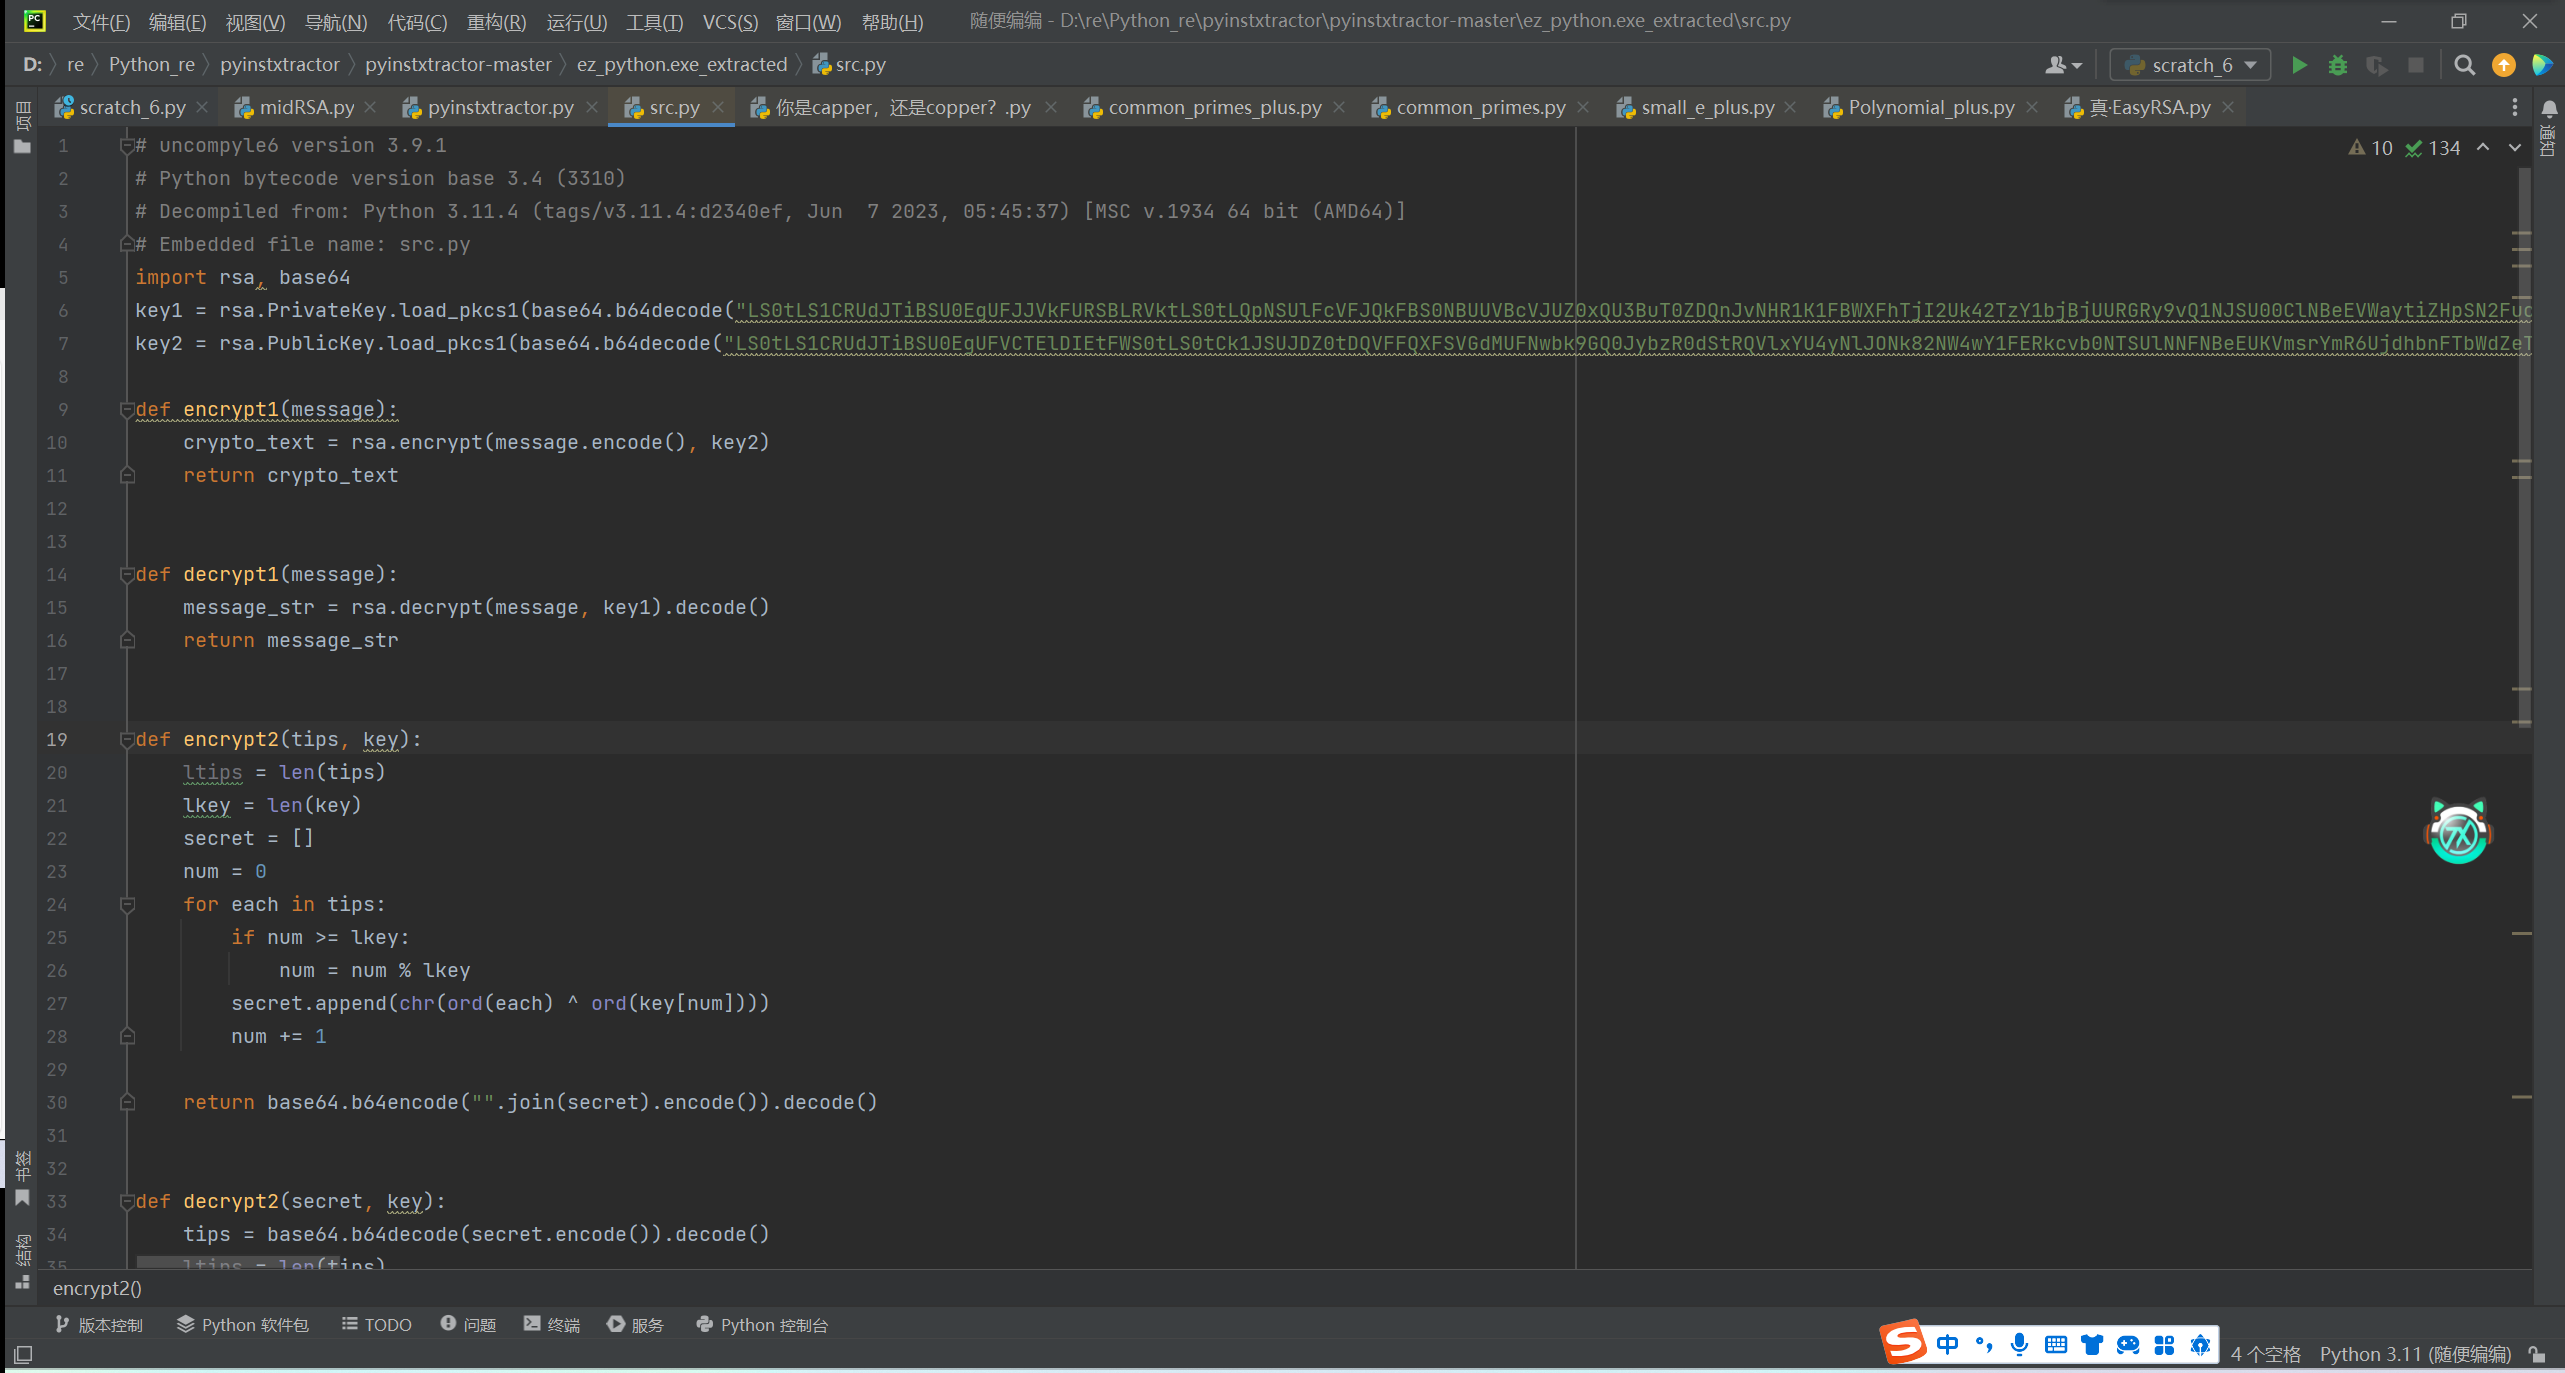 文件(F) 编辑(E) 视图(V) 导航(N) 代码(C) 重构(R) 运行(U) 工具(T) VCS(S) 窗口(W) 帮助(H) 随便编编 - D:\re\Python_re\pyinstxtractor\pyinstxtractor-master\ez_python.exe_extracted\src.py
D: re Python_re pyinstxtractor pyinstxtractor-master ez_python.exe_extracted src.py scratch_6
scratch_6.py midRSA.py pyinstxtractor.py src.py 你是capper，还是copper？.py common_primes_plus.py common_primes.py small_e_plus.py Polynomial_plus.py 真·EasyRSA.py
项目
通知
10 134
1 # uncompyle6 version 3.9.1
2 # Python bytecode version base 3.4 (3310)
3 # Decompiled from: Python 3.11.4 (tags/v3.11.4:d2340ef, Jun  7 2023, 05:45:37) [MSC v.1934 64 bit (AMD64)]
4 # Embedded file name: src.py
5 import rsa, base64
6 key1 = rsa.PrivateKey.load_pkcs1(base64.b64decode(
7 key2 = rsa.PublicKey.load_pkcs1(base64.b64decode(
8
9 def encrypt1(message):
10     crypto_text = rsa.encrypt(message.encode(), key2)
11     return crypto_text
12
13
14 def decrypt1(message):
15     message_str = rsa.decrypt(message, key1).decode()
16     return message_str
17
18
19 def encrypt2(tips, key):
20     ltips = len(tips)
21     lkey = len(key)
22     secret = []
23     num = 0
24     for each in tips:
25         if num >= lkey:
26             num = num % lkey
27         secret.append(chr(ord(each) ^ ord(key[num])))
28         num += 1
29
30     return base64.b64encode("".join(secret).encode()).decode()
31
32
33 def decrypt2(secret, key):
34     tips = base64.b64decode(secret.encode()).decode()
35     ltips = len(tips)
书签
结构
encrypt2()
版本控制 Python 软件包 TODO 问题 终端 服务 Python 控制台
中
4 个空格 Python 3.11 (随便编编)